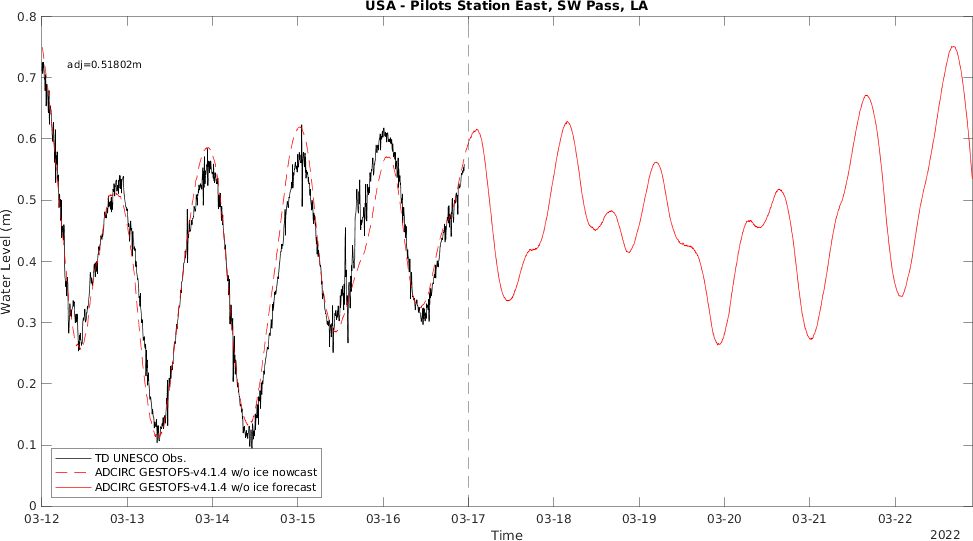 USA - Pilots Station East, SW Pass, LA
adj=0.51802m
0.8
0.7
0.6
0.5
0.4
0.3
0.2
0.1
0
Water Level (m)
TD UNESCO Obs.
ADCIRC GESTOFS-v4.1.4 w/o ice nowcast
ADCIRC GESTOFS-v4.1.4 w/o ice forecast
03-12 03-13 03-14 03-15 03-16 03-17 03-18 03-19 03-20 03-21 03-22
Time
2022